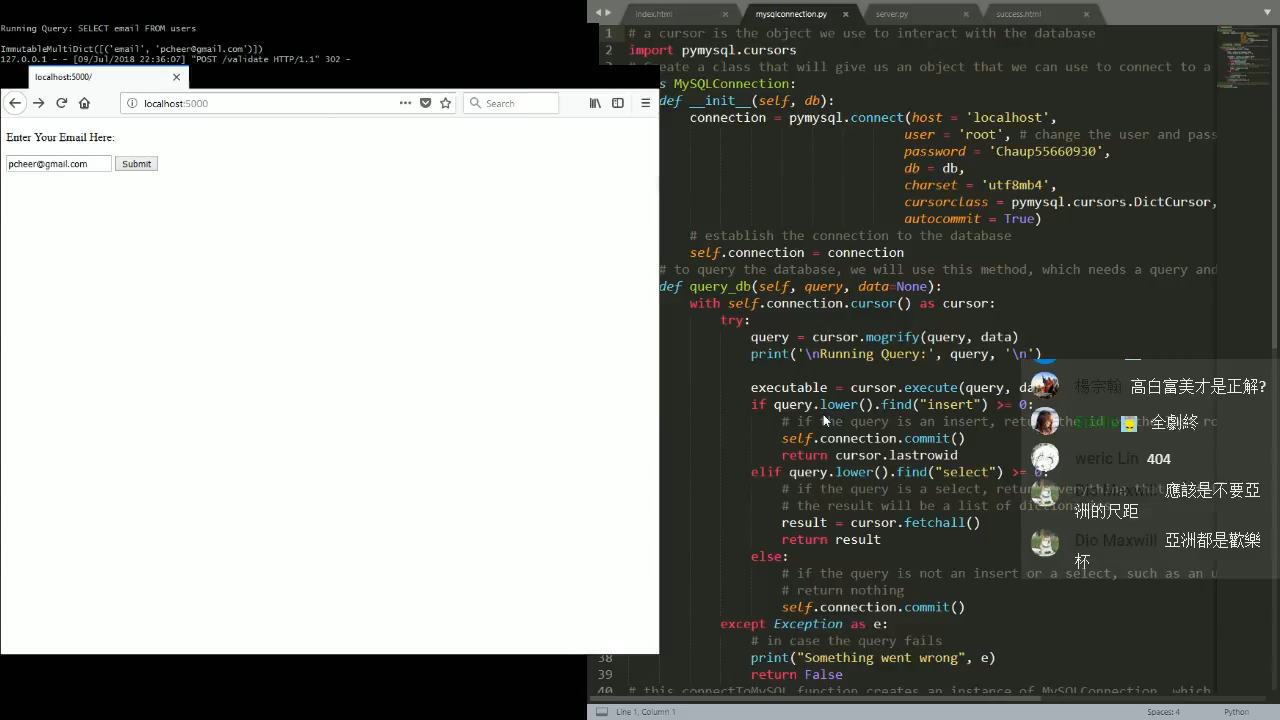 Running Query: SELECT email FROM users
ImmutableMultiDict([('email', 'pcheer@gmail.com')])
127.0.0.1 - - [09/Jul/2018 22:36:07] "POST /validate HTTP/1.1" 302 -
localhost:5000/
localhost:5000
Search
Enter Your Email Here:
pcheer@gmail.com
Submit
index.html
mysqlconnection.py
server.py
success.html
1 # a cursor is the object we use to interact with the database
2 import pymysql.cursors
# Create a class that will give us an object that we can use to connect to a
s MySQLConnection:
def __init__(self, db):
connection = pymysql.connect(host = 'localhost',
user = 'root', # change the user and pass
password = 'Chaup55660930',
db = db,
charset = 'utf8mb4',
cursorclass = pymysql.cursors.DictCursor,
autocommit = True)
# establish the connection to the database
self.connection = connection
# to query the database, we will use this method, which needs a query and
def query_db(self, query, data=None):
with self.connection.cursor() as cursor:
try:
query = cursor.mogrify(query, data)
print('\nRunning Query:', query, '\n')
executable = cursor.execute(query, da
if query.lower().find("insert") >= 0:
# if the query is an insert, return the id of the
self.connection.commit()
return cursor.lastrowid
elif query.lower().find("select") >= 0:
# if the query is a select, return everything
# the result will be a list of dictionaries
result = cursor.fetchall()
return result
else:
# if the query is not an insert or a select, such as an u
# return nothing
self.connection.commit()
except Exception as e:
# in case the query fails
38 print("Something went wrong", e)
39 return False
40 # this connectToMySQL function creates an instance of MySQLConnection, which
楊宗翰 高白富美才是正解?
全劇終
weric Lin 404
Dio Maxwill 應該是不要亞
洲的尺距
Dio Maxwill 亞洲都是歡樂
杯
Line 1, Column 1
Spaces: 4
Python